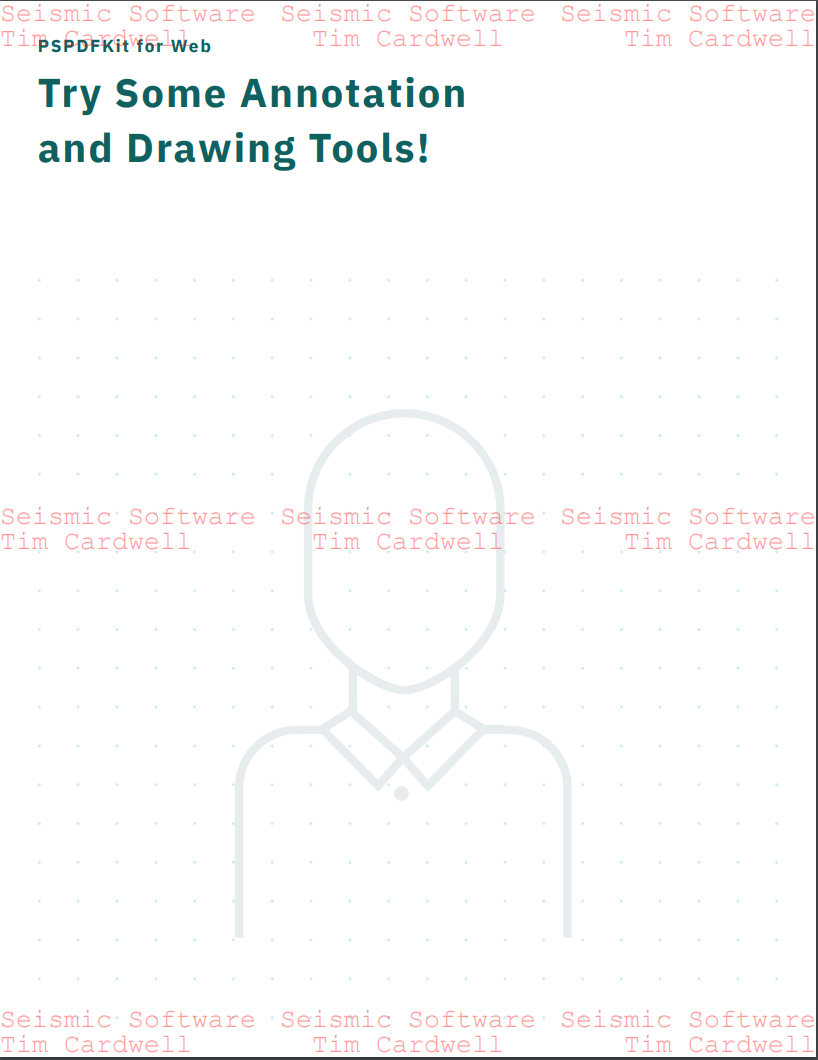 Seismic Software Seismic Software Seismic Software
Tim Cardwell Tim Cardwell Tim Cardwell
PSPDFKit for Web
Try Some Annotation
and Drawing Tools!
Seismic Software Seismic Software Seismic Software
Tim Cardwell Tim Cardwell Tim Cardwell
Seismic Software Seismic Software Seismic Software
Tim Cardwell Tim Cardwell Tim Cardwell